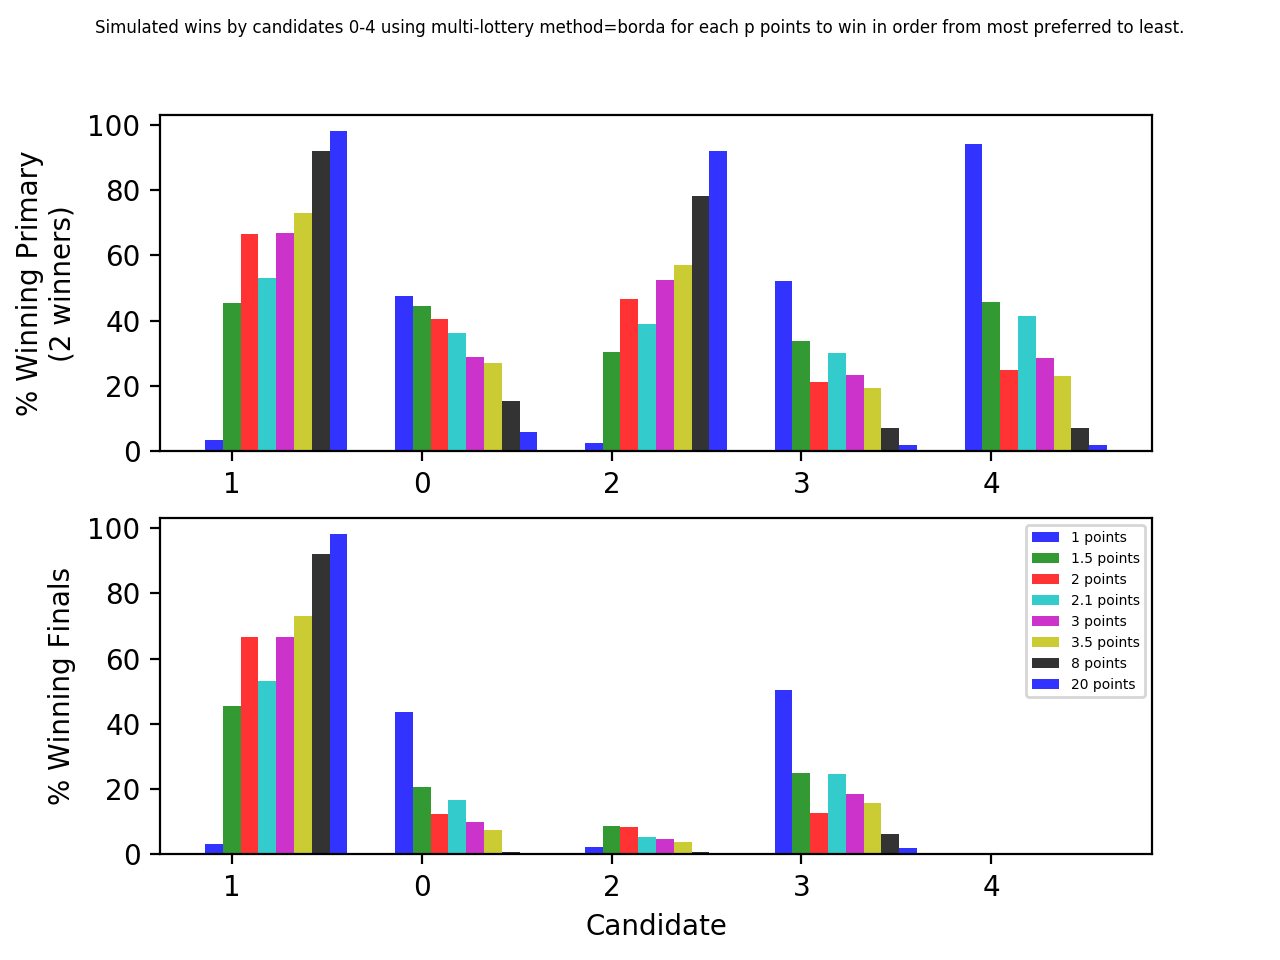 Simulated wins by candidates 0-4 using multi-lottery method=borda for each p points to win in order from most preferred to least.
% Winning Primary
(2 winners)
100
80
60
40
20
0
1
0
2
3
4
% Winning Finals
100
80
60
40
20
0
1 points
1.5 points
2 points
2.1 points
3 points
3.5 points
8 points
20 points
1
0
2
3
4
Candidate